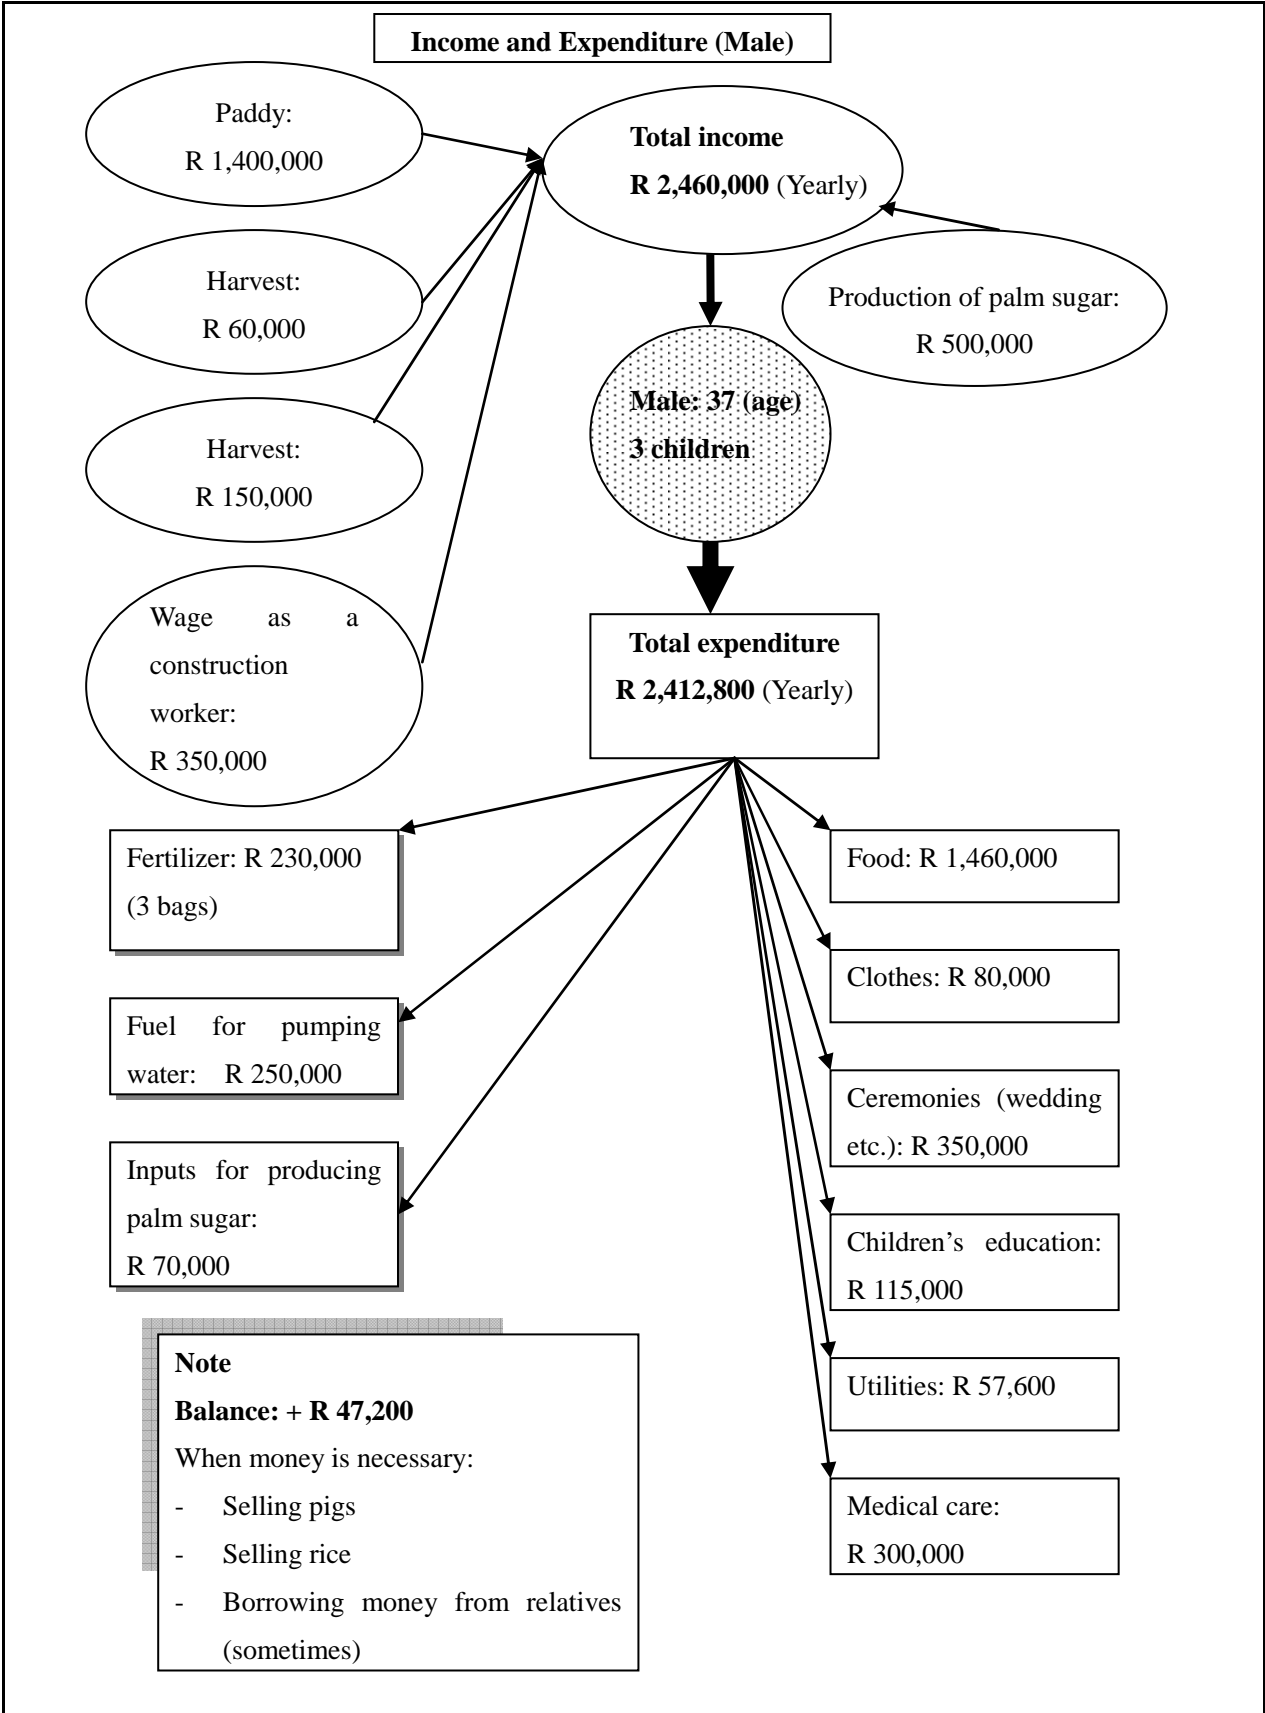 Income and Expenditure (Male)
Paddy:
R 1,400,000
Total income
R 2,460,000 (Yearly)
Harvest:
R 60,000
Production of palm sugar:
R 500,000
Male: 37 (age)
3 children
Harvest:
R 150,000
Wage as a
construction
worker:
R 350,000
Total expenditure
R 2,412,800 (Yearly)
Fertilizer: R 230,000
(3 bags)
Fuel for pumping
water: R 250,000
Inputs for producing
palm sugar:
R 70,000
Food: R 1,460,000
Clothes: R 80,000
Ceremonies (wedding
etc.): R 350,000
Children’s education:
R 115,000
Utilities: R 57,600
Medical care:
R 300,000
Note
Balance: + R 47,200
When money is necessary:
- Selling pigs
- Selling rice
- Borrowing money from relatives
(sometimes)